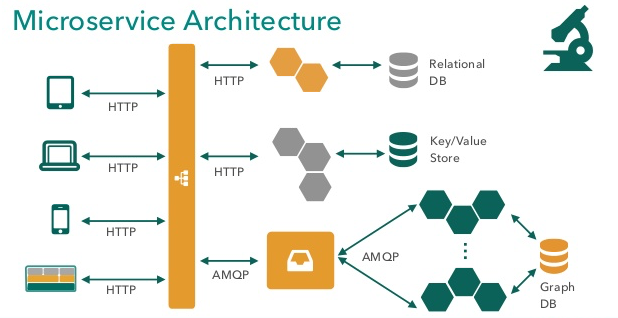 Microservice Architecture
HTTP
HTTP
HTTP
HTTP
HTTP
HTTP
AMQP
AMQP
Relational
DB
Key/Value
Store
Graph
DB